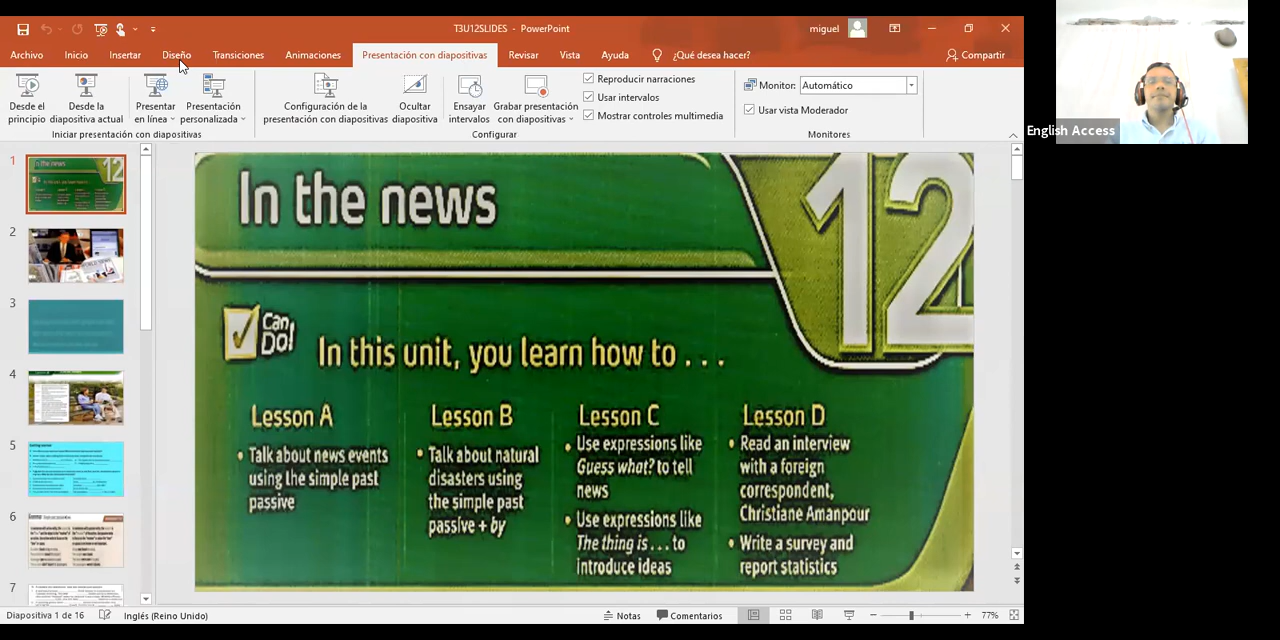 T3U12SLIDES - PowerPoint
miguel
Archivo Inicio Insertar Diseño Transiciones Animaciones Presentación con diapositivas Revisar Vista Ayuda ¿Qué desea hacer? Compartir
Desde el principio
Desde la diapositiva actual
Presentar en línea
Presentación personalizada
Iniciar presentación con diapositivas
Configuración de la presentación con diapositivas
Ocultar diapositiva
Ensayar intervalos
Grabar presentación con diapositivas
Reproducir narraciones
Usar intervalos
Mostrar controles multimedia
Configurar
Monitor: Automático
Usar vista Moderador
Monitores
English Access
1
2
3
4
5
6
7
In the news
12
Can Do!
In this unit, you learn how to . . .
Lesson A
• Talk about news events
using the simple past
passive
Lesson B
• Talk about natural
disasters using
the simple past
passive + by
Lesson C
• Use expressions like
Guess what? to tell
news
• Use expressions like
The thing is . . . to
introduce ideas
Lesson D
• Read an interview
with a foreign
correspondent,
Christiane Amanpour
• Write a survey and
report statistics
Diapositiva 1 de 16 Inglés (Reino Unido) Notas Comentarios 77%